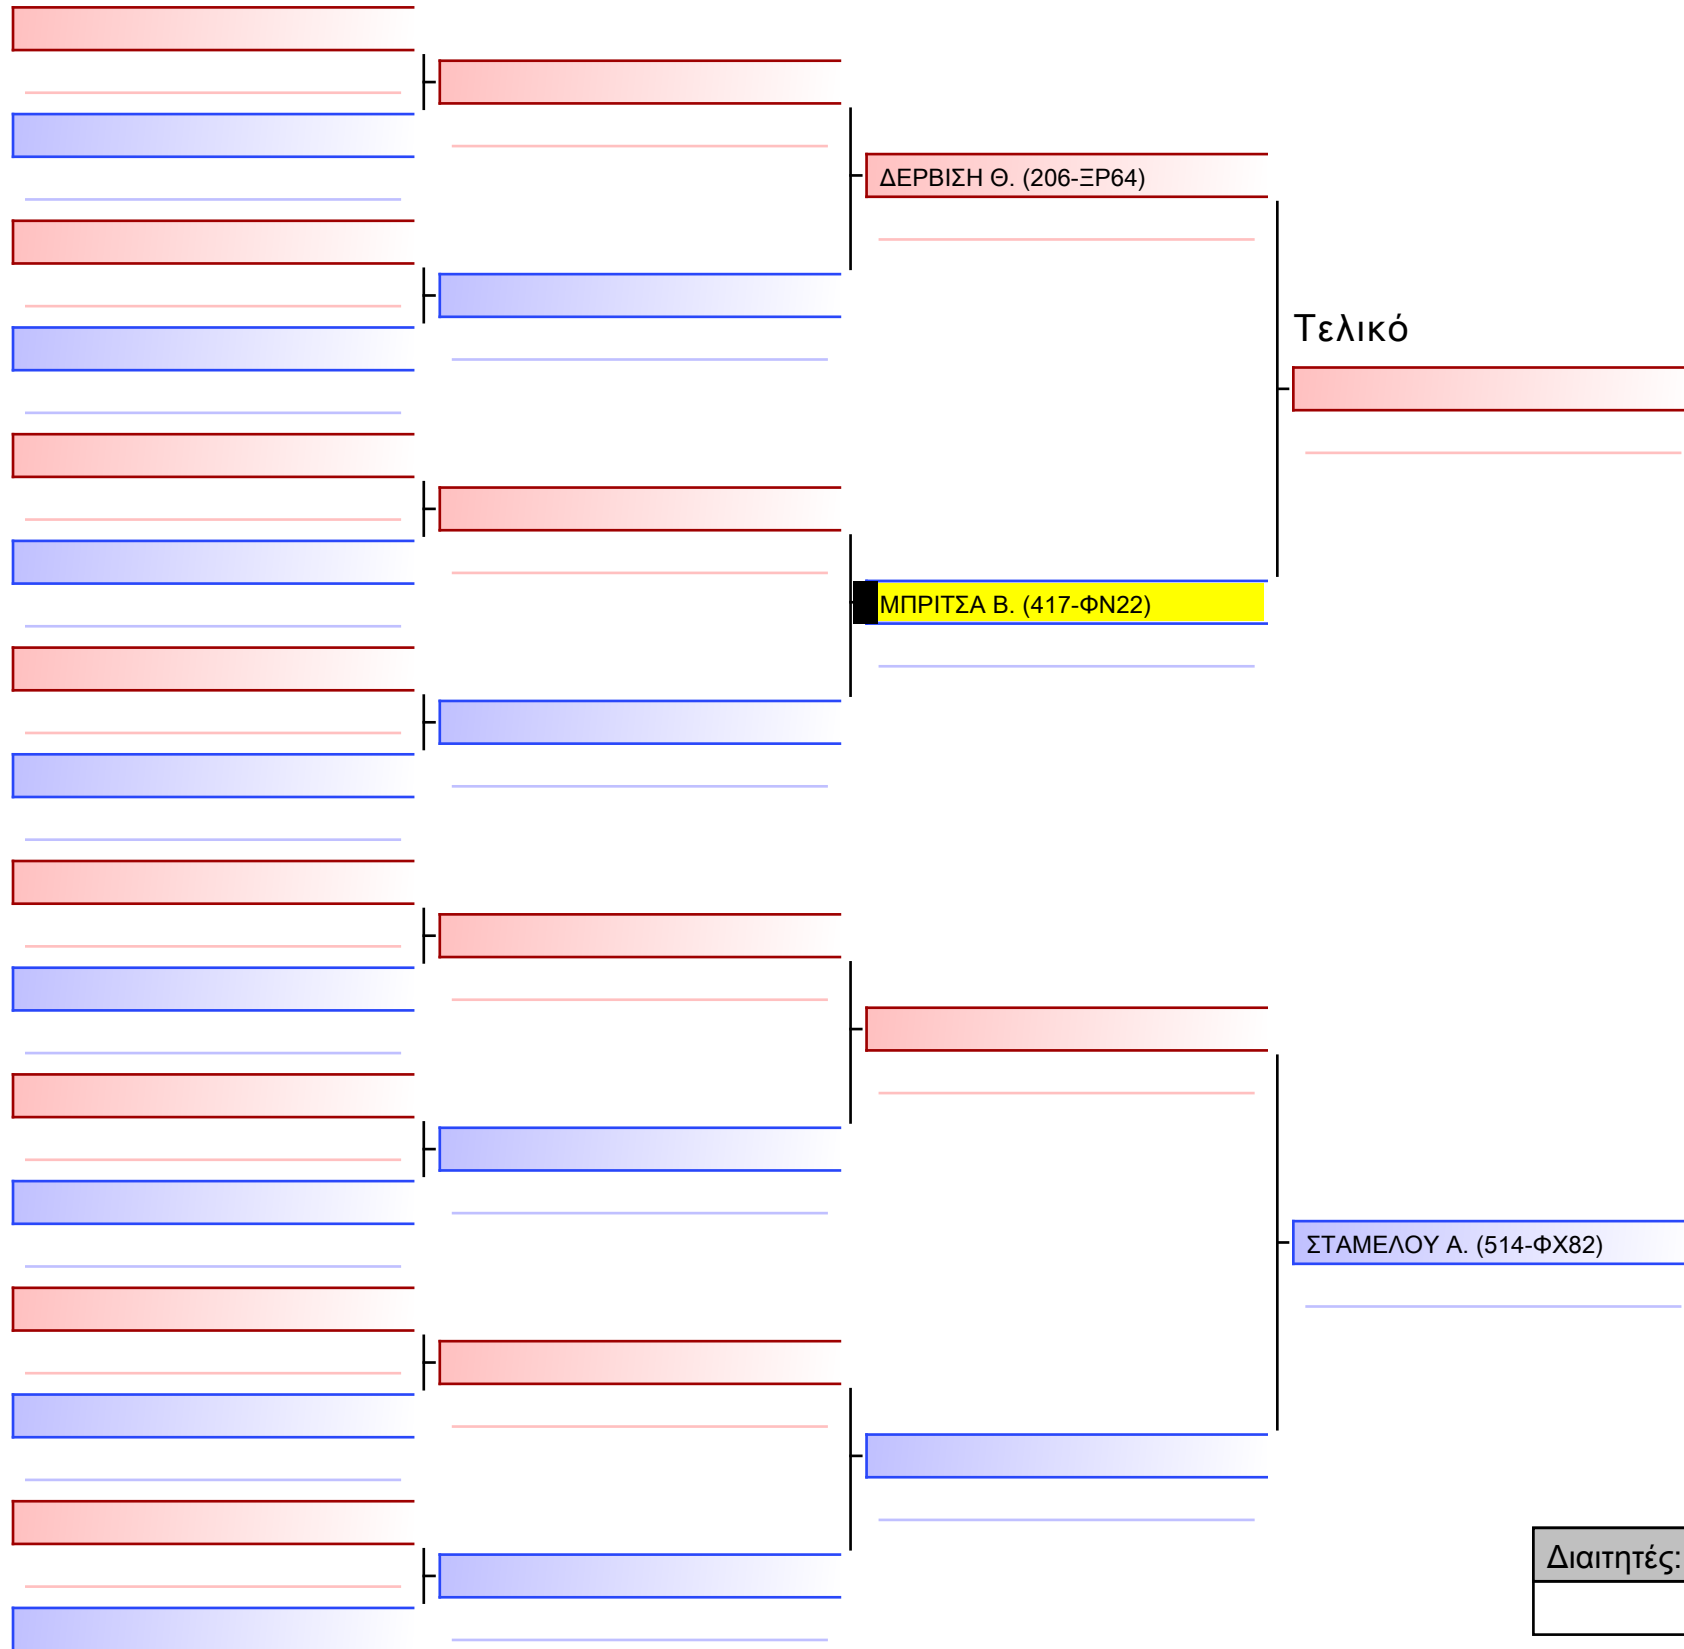 ΔΕΡΒΙΣΗ Θ. (206-ΞΡ64)
Τελικό
ΜΠΡΙΤΣΑ Β. (417-ΦΝ22)
ΣΤΑΜΕΛΟΥ Α. (514-ΦΧ82)
Διαιτητές: